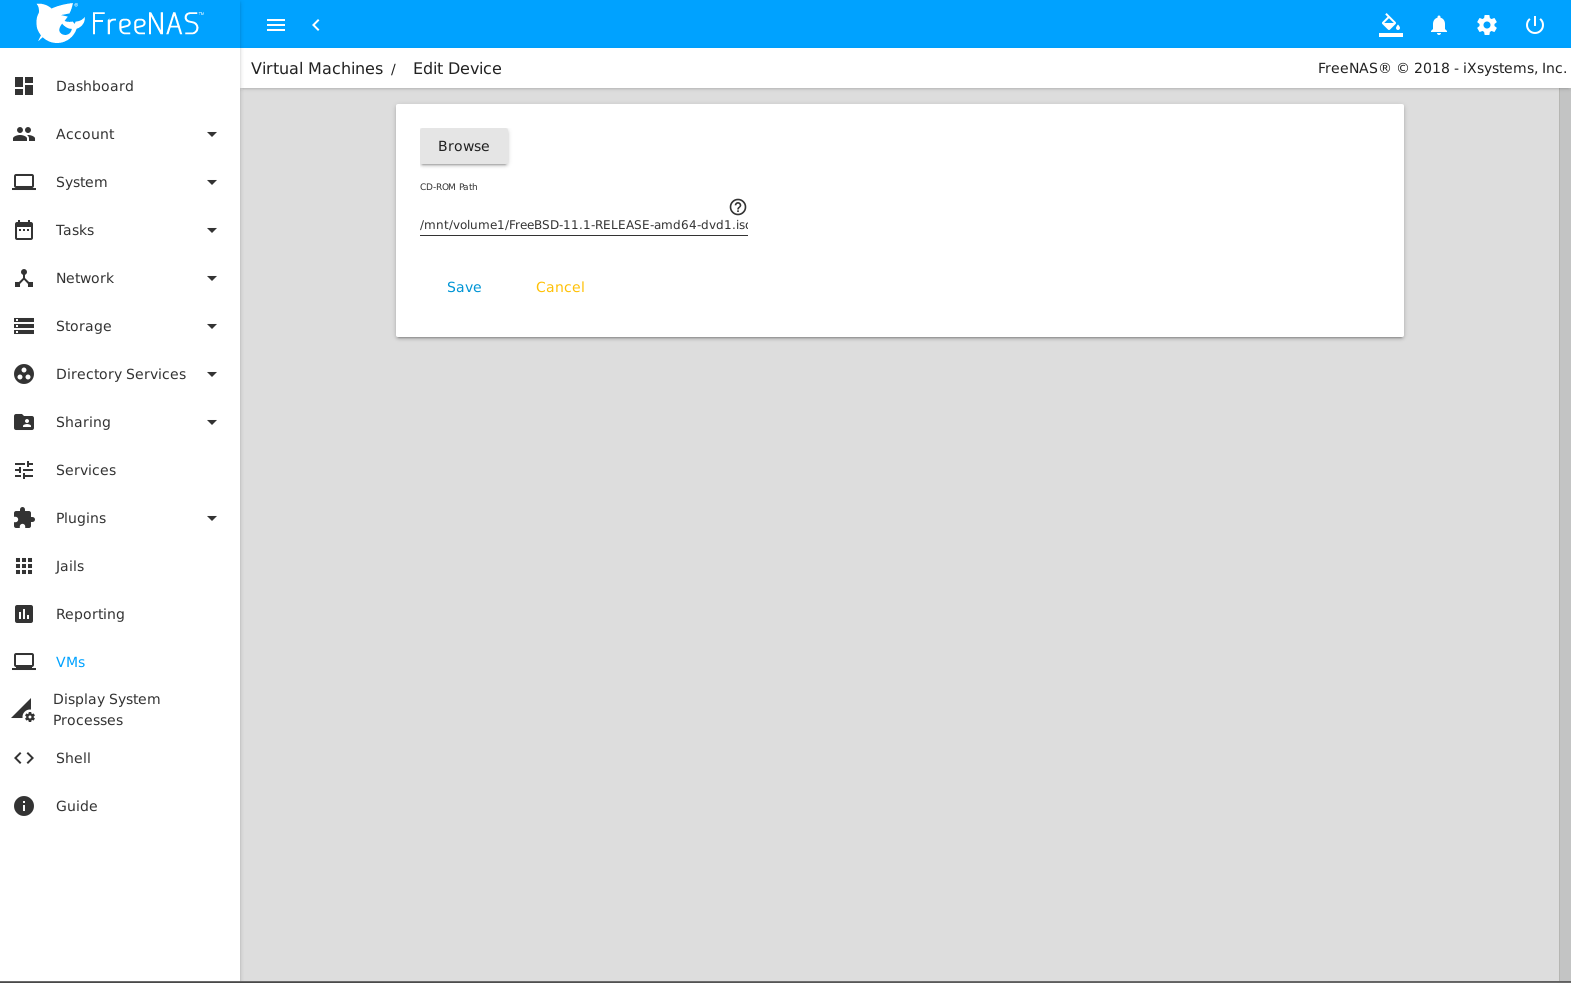 FreeNAS™
Virtual Machines / Edit Device
FreeNAS® © 2018 - iXsystems, Inc.
Dashboard
Account
System
Tasks
Network
Storage
Directory Services
Sharing
Services
Plugins
Jails
Reporting
VMs
Display System
Processes
Shell
Guide
Browse
CD-ROM Path
/mnt/volume1/FreeBSD-11.1-RELEASE-amd64-dvd1.iso
Save
Cancel